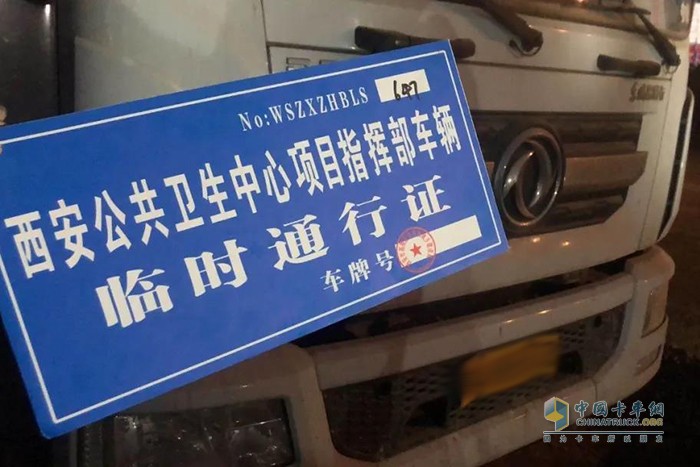 No:WSZXZHBLS 647
西安公共卫生中心项目指挥部车辆
临时通行证
车牌号
中国卡车网
CHINATRUCK.ORG